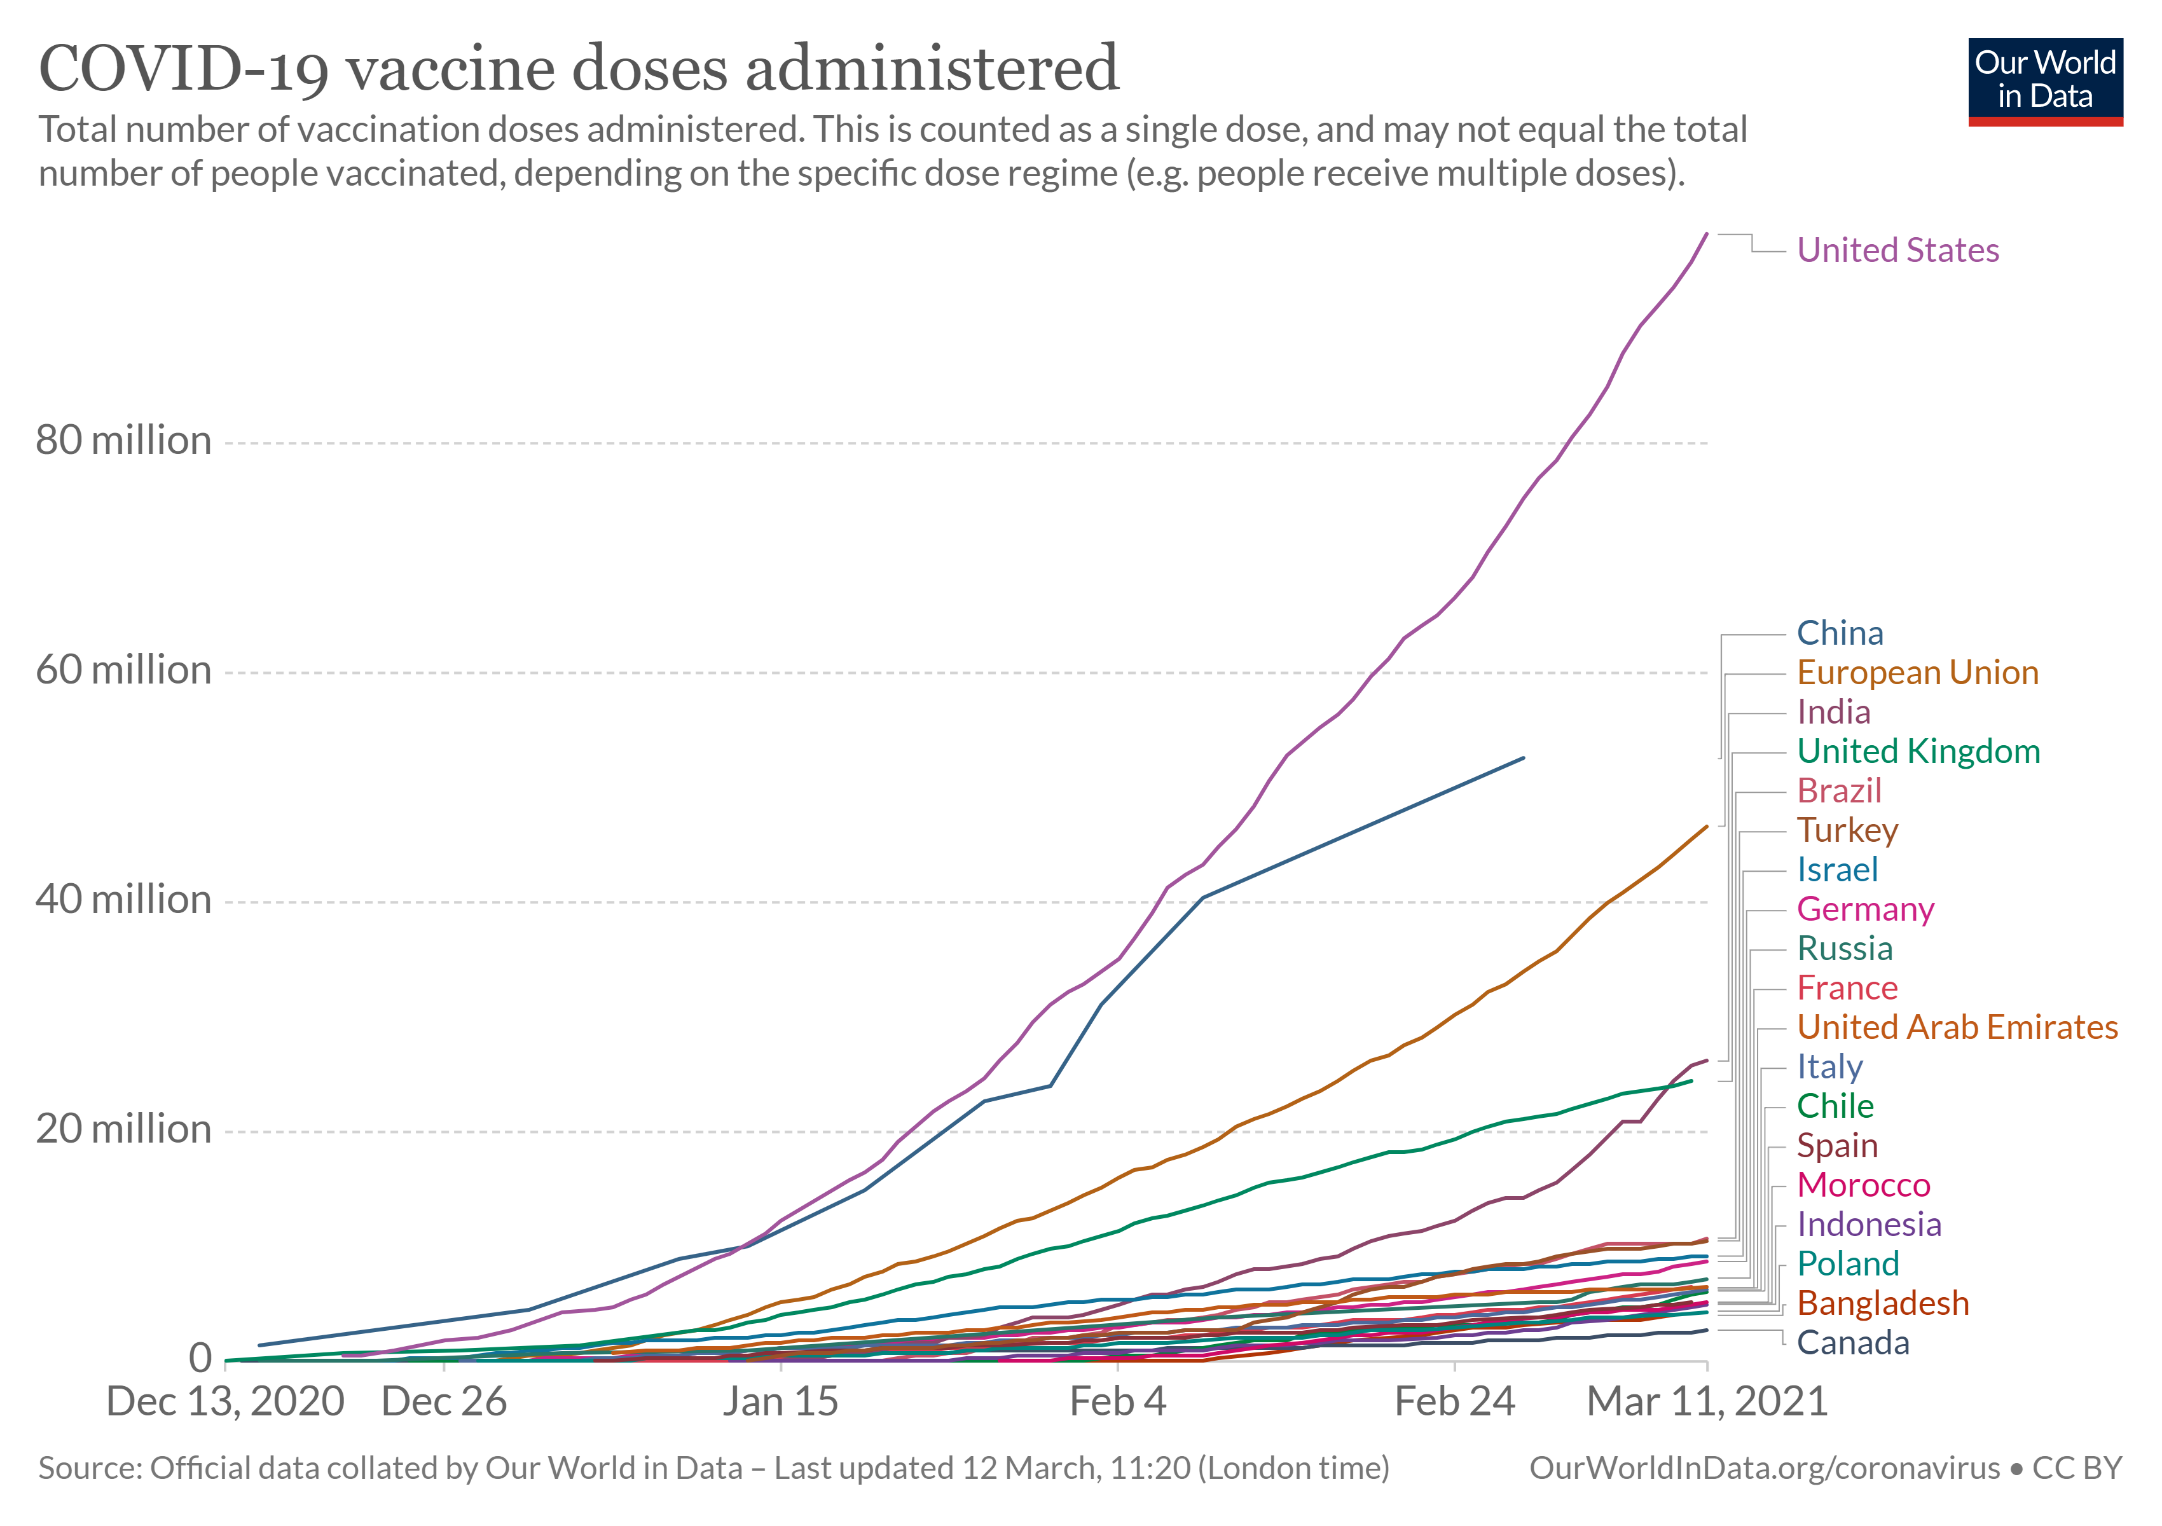 COVID-19 vaccine doses administered
Our World
in Data
Total number of vaccination doses administered. This is counted as a single dose, and may not equal the total
number of people vaccinated, depending on the specific dose regime (e.g. people receive multiple doses).
United States
80 million
60 million
40 million
20 million
0
China
European Union
India
United Kingdom
Brazil
Turkey
Israel
Germany
Russia
France
United Arab Emirates
Italy
Chile
Spain
Morocco
Indonesia
Poland
Bangladesh
Canada
Dec 13, 2020
Dec 26
Jan 15
Feb 4
Feb 24
Mar 11, 2021
Source: Official data collated by Our World in Data – Last updated 12 March, 11:20 (London time)
OurWorldInData.org/coronavirus • CC BY